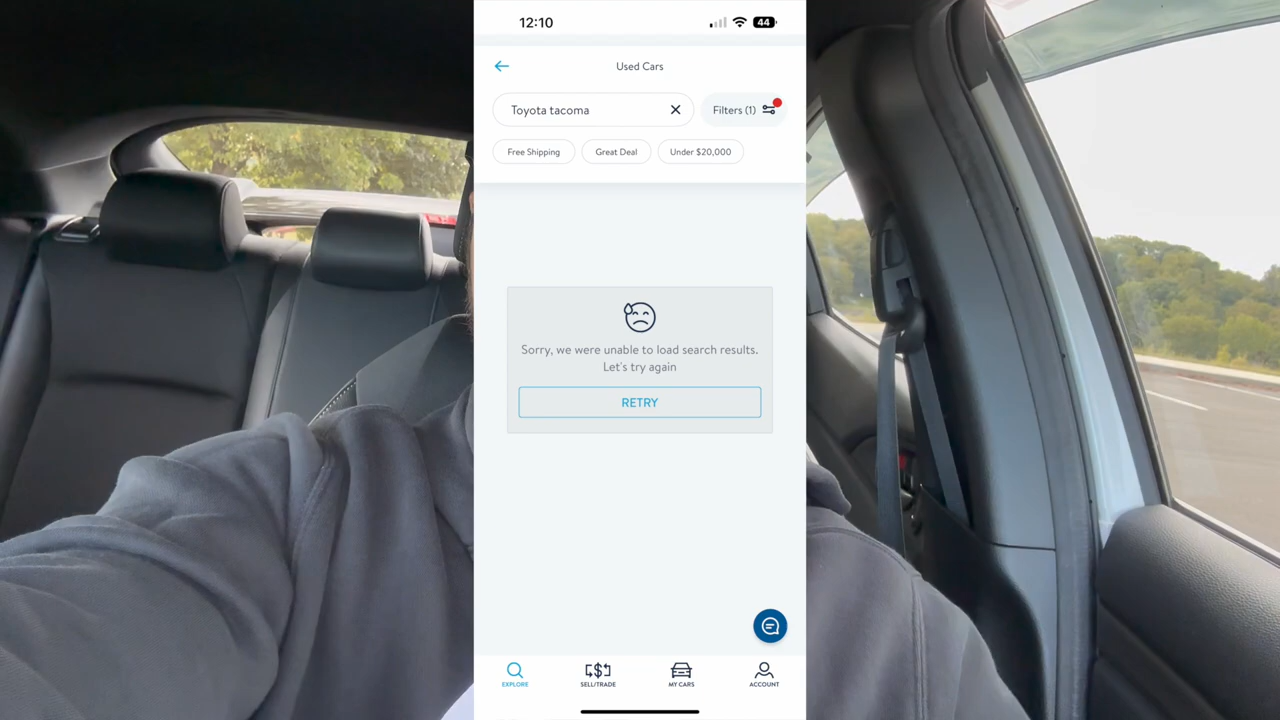 12:10
44
Used Cars
Toyota tacoma
Filters (1)
Free Shipping
Great Deal
Under $20,000
Sorry, we were unable to load search results.
Let's try again
RETRY
EXPLORE
SELL/TRADE
MY CARS
ACCOUNT